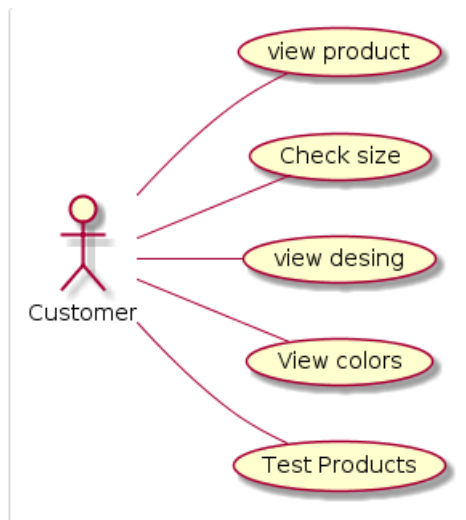 view product
Check size
view desing
Customer
View colors
Test Products